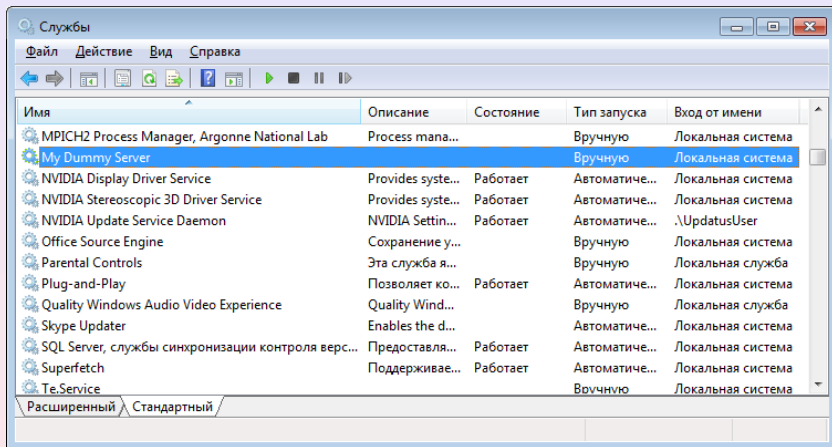 Службы
Файл Действие Вид Справка
Имя Описание Состояние Тип запуска Вход от имени
MPICH2 Process Manager, Argonne National Lab Process mana... Вручную Локальная система
My Dummy Server Вручную Локальная система
NVIDIA Display Driver Service Provides syste... Работает Автоматиче... Локальная система
NVIDIA Stereoscopic 3D Driver Service Provides syste... Работает Автоматиче... Локальная система
NVIDIA Update Service Daemon NVIDIA Settin... Работает Автоматиче... .\UpdatusUser
Office Source Engine Сохранение у... Вручную Локальная система
Parental Controls Эта служба я... Вручную Локальная служба
Plug-and-Play Позволяет ко... Работает Автоматиче... Локальная система
Quality Windows Audio Video Experience Quality Wind... Вручную Локальная служба
Skype Updater Enables the d... Автоматиче... Локальная система
SQL Server, службы синхронизации контроля верс... Предоставля... Работает Автоматиче... Локальная система
Superfetch Поддерживае... Работает Автоматиче... Локальная система
Te.Service Вручную Локальная система
Расширенный Стандартный